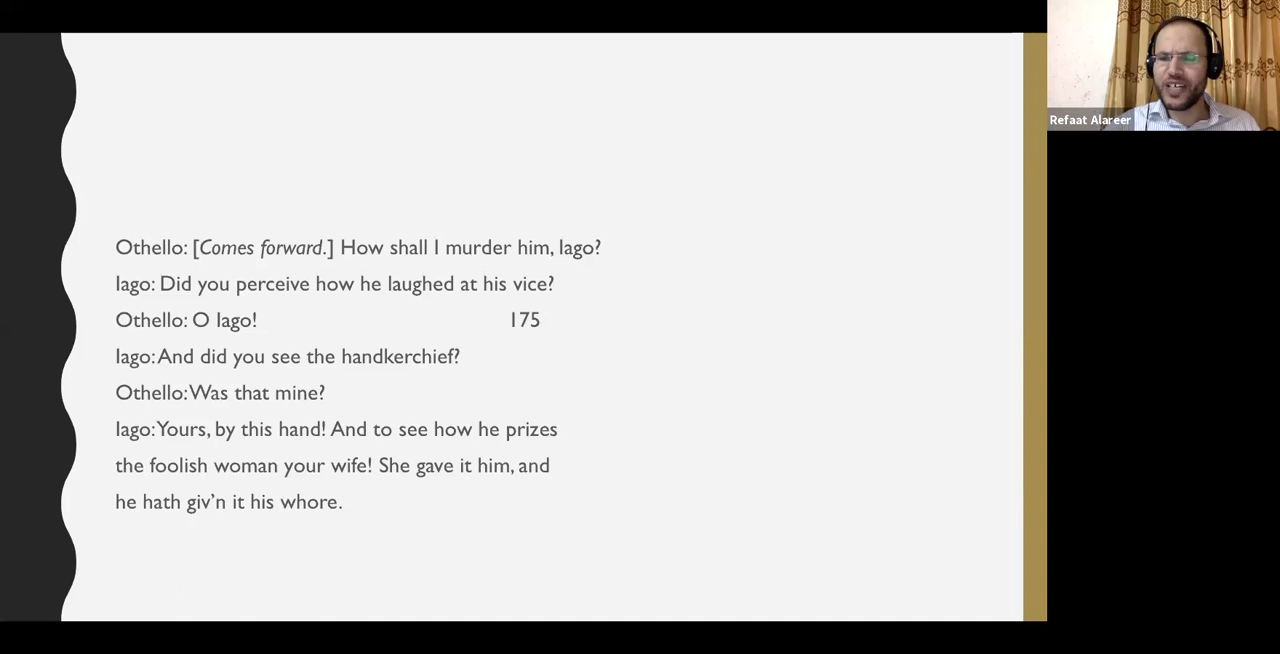 Othello: [Comes forward.] How shall I murder him, Iago?
Iago: Did you perceive how he laughed at his vice?
Othello: O Iago! 175
Iago: And did you see the handkerchief?
Othello: Was that mine?
Iago: Yours, by this hand! And to see how he prizes
the foolish woman your wife! She gave it him, and
he hath giv'n it his whore.
Refaat Alareer